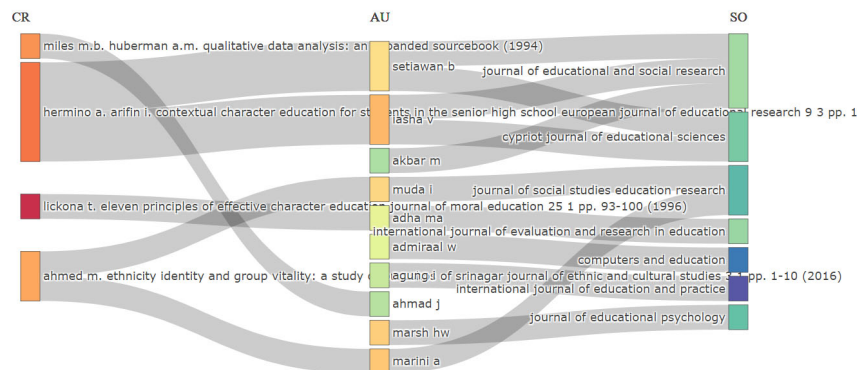 CR
AU
SO
miles m:b. huberman a.m. qualitative data analysis: an expanded sourcebook (1994)
setiawan b
journal of educational and social research
hermino a. arifin i. contextual character education for students in the senior high school european journal of educational research 9 3 pp. 1
lasha v
cypriot journal of educational sciences
akbar m
muda i
journal of social studies education research
lickona t. eleven principles of effective character education journal of moral education 25 1 pp. 93-100 (1996)
adha ma
international journal of evaluation and research in education
admiraal w
computers and education
ahmed m. ethnicity identity and group vitality: a study of srinagar journal of ethnic and cultural studies 3 1 pp. 1-10 (2016)
agung i
international journal of education and practice
ahmad j
journal of educational psychology
marsh hw
marini a